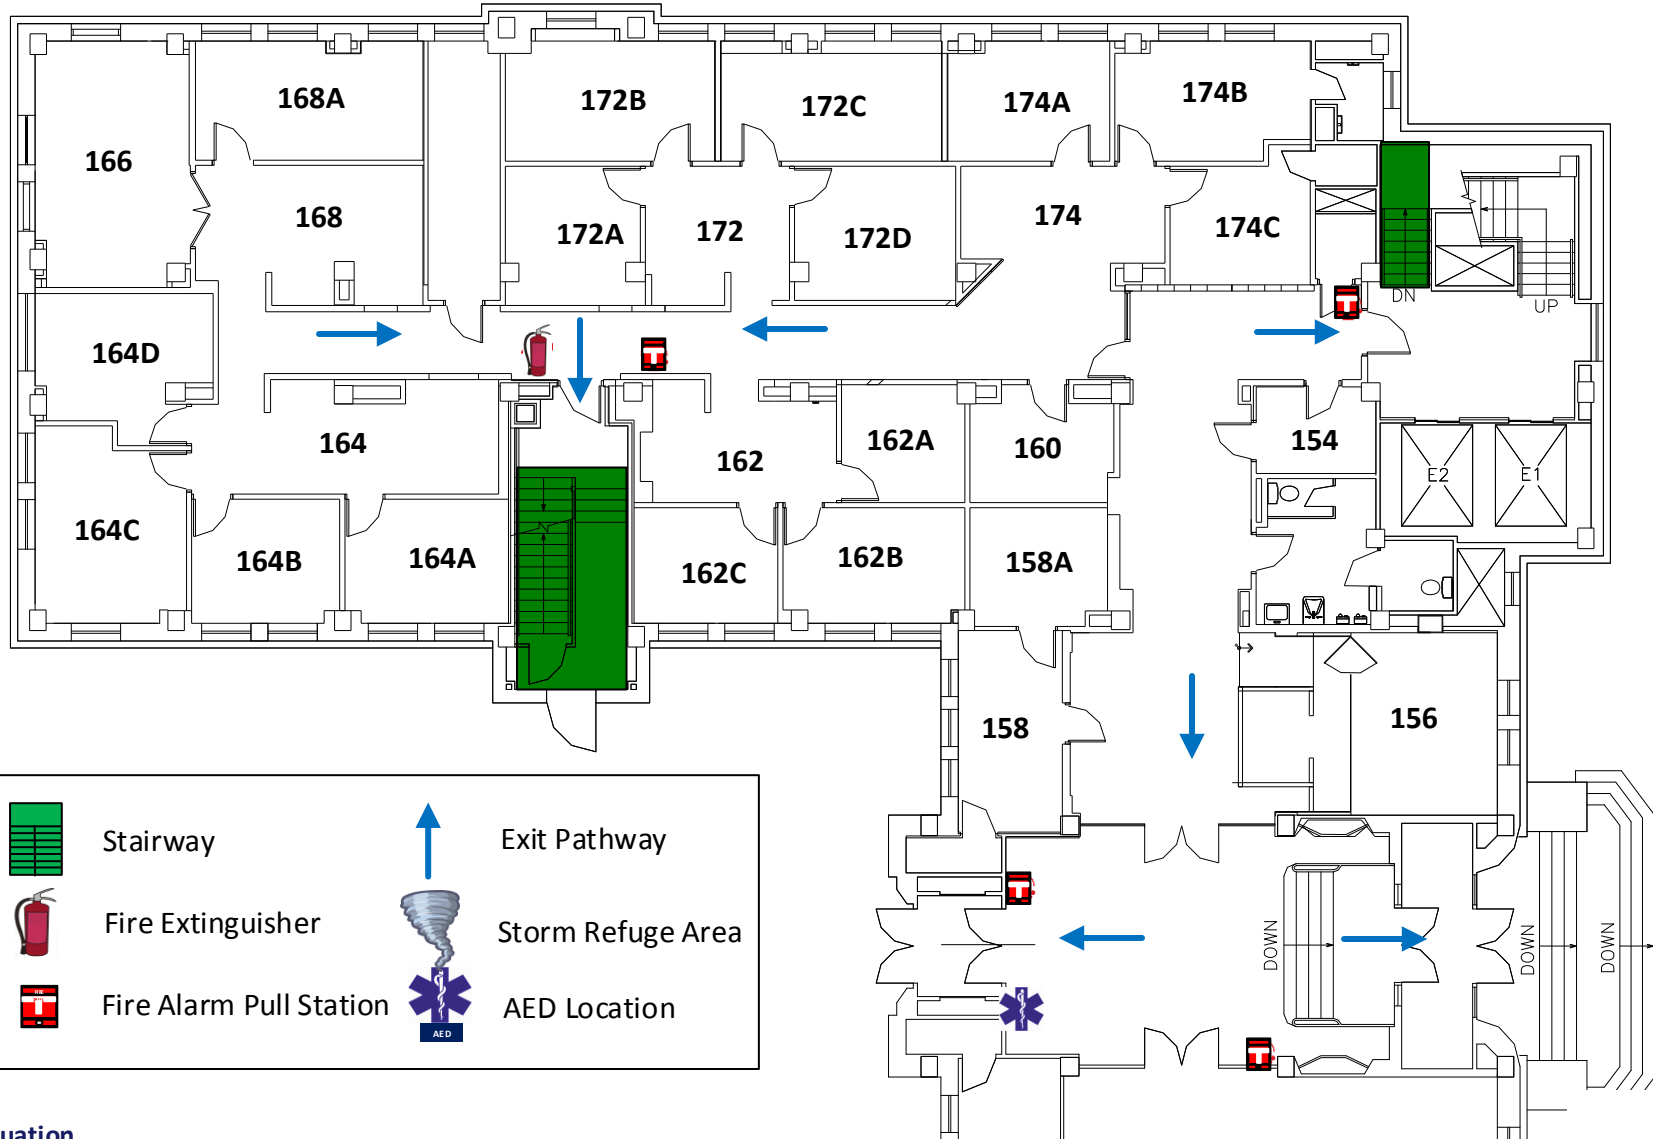 168A
172B
172C
174A
174B
166
168
172A
172
172D
174
174C
DN
UP
164D
164
162
162A
160
154
E2
E1
164C
164B
164A
162C
162B
158A
158
156
Stairway
Exit Pathway
Fire Extinguisher
Storm Refuge Area
Fire Alarm Pull Station
AED
AED Location
DOWN
DOWN
DOWN
uation